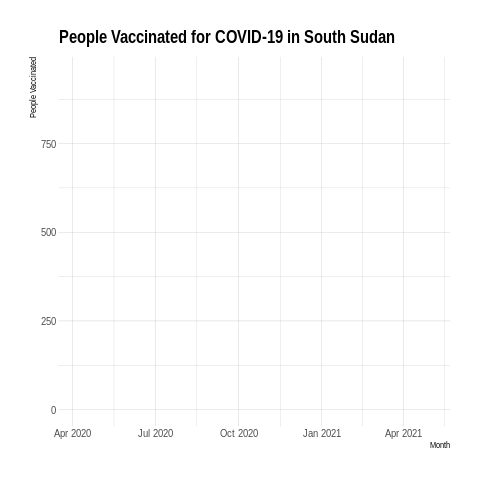 People Vaccinated for COVID-19 in South Sudan
People Vaccinated
750
500
250
0
Apr 2020 Jul 2020 Oct 2020 Jan 2021 Apr 2021
Month